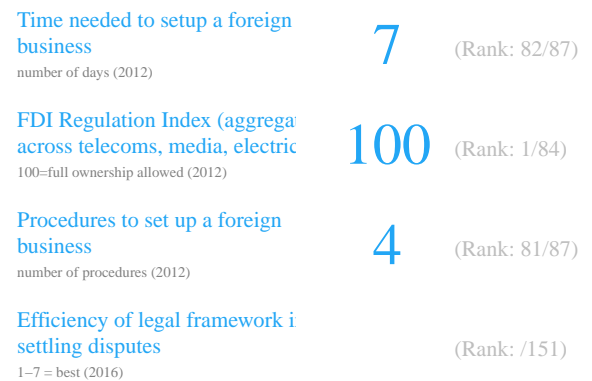 Time needed to setup a foreign
business
number of days (2012)
7
(Rank: 82/87)
FDI Regulation Index
across telecoms, media,
100=full ownership allowed (2012)
100
(Rank: 1/84)
Procedures to set up a foreign
business
number of procedures (2012)
4
(Rank: 81/87)
Efficiency of legal framework
settling disputes
1–7 = best (2016)
(Rank: /151)